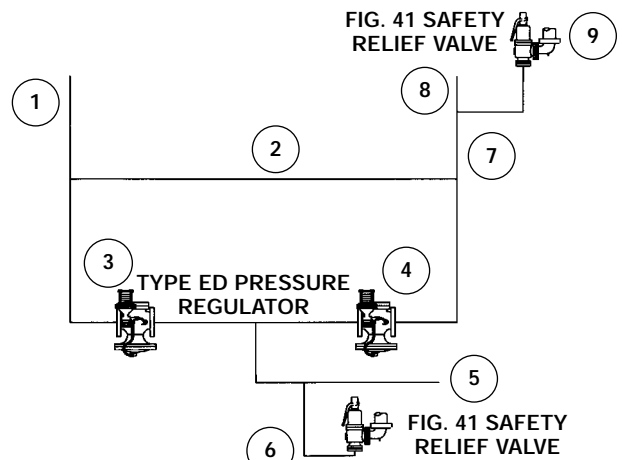 FIG. 41 SAFETY
RELIEF VALVE
9
1
8
2
7
3
TYPE ED PRESSURE
REGULATOR
4
5
FIG. 41 SAFETY
RELIEF VALVE
6